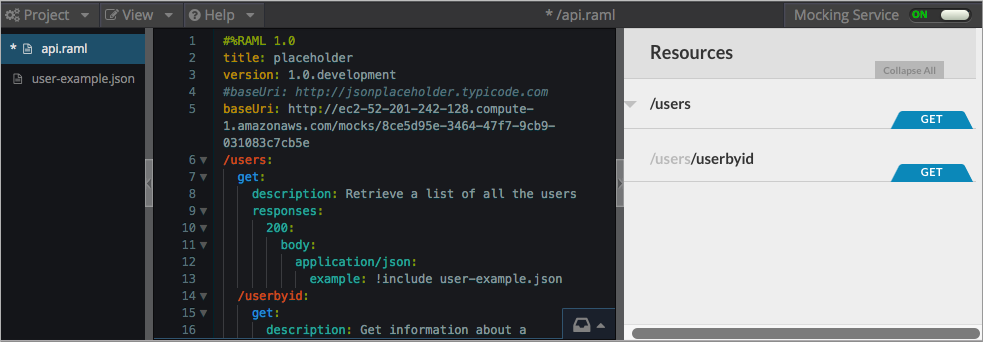 Project View Help * /api.raml Mocking Service ON
* api.raml
user-example.json
1 #%RAML 1.0
2 title: placeholder
3 version: 1.0.development
4 #baseUri: http://jsonplaceholder.typicode.com
5 baseUri: http://ec2-52-201-242-128.compute-
1.amazonaws.com/mocks/8ce5d95e-3464-47f7-9cb9-
031083c7cb5e
6 /users:
7 get:
8 description: Retrieve a list of all the users
9 responses:
10 200:
11 body:
12 application/json:
13 example: !include user-example.json
14 /userbyid:
15 get:
16 description: Get information about a
Resources
Collapse All
/users
GET
/users/userbyid
GET